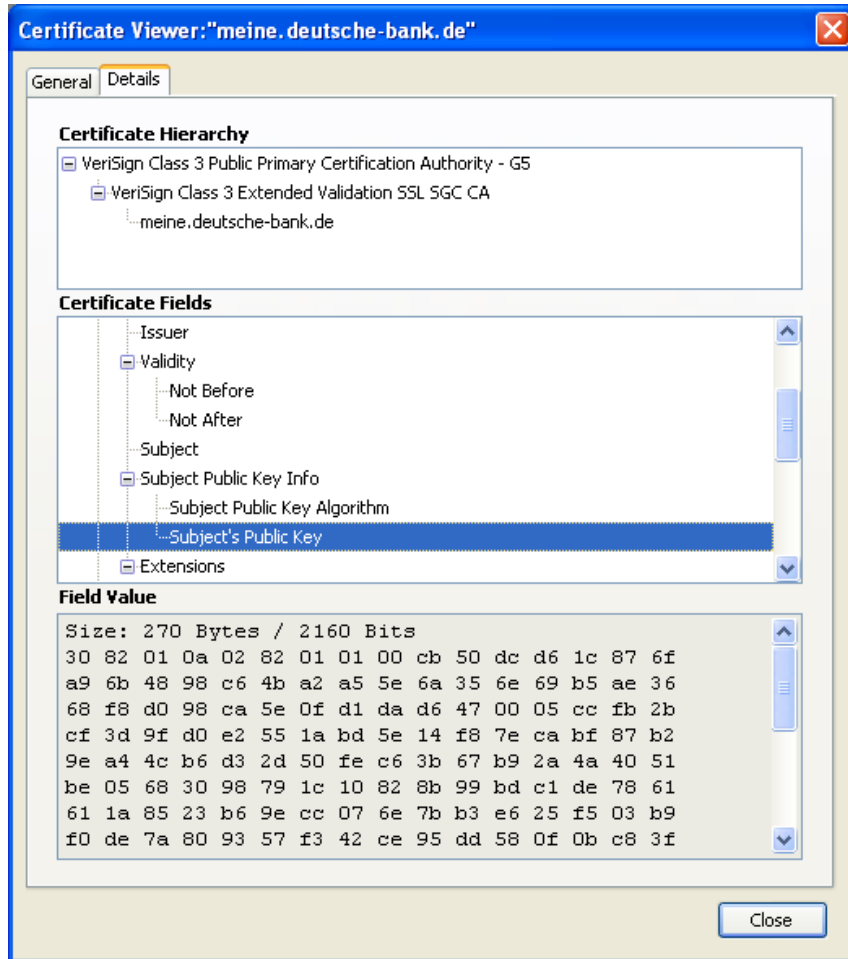 Certificate Viewer:"meine.deutsche-bank.de"
General Details
Certificate Hierarchy
VeriSign Class 3 Public Primary Certification Authority - G5
VeriSign Class 3 Extended Validation SSL SGC CA
meine.deutsche-bank.de
Certificate Fields
Issuer
Validity
Not Before
Not After
Subject
Subject Public Key Info
Subject Public Key Algorithm
Subject's Public Key
Extensions
Field Value
Size: 270 Bytes / 2160 Bits
30 82 01 0a 02 82 01 01 00 cb 50 dc d6 1c 87 6f
a9 6b 48 98 c6 4b a2 a5 5e 6a 35 6e 69 b5 ae 36
68 f8 d0 98 ca 5e 0f d1 da d6 47 00 05 cc fb 2b
cf 3d 9f d0 e2 55 1a bd 5e 14 f8 7e ca bf 87 b2
9e a4 4c b6 d3 2d 50 fe c6 3b 67 b9 2a 4a 40 51
be 05 68 30 98 79 1c 10 82 8b 99 bd c1 de 78 61
61 1a 85 23 b6 9e cc 07 6e 7b b3 e6 25 f5 03 b9
f0 de 7a 80 93 57 f3 42 ce 95 dd 58 0f 0b c8 3f
Close